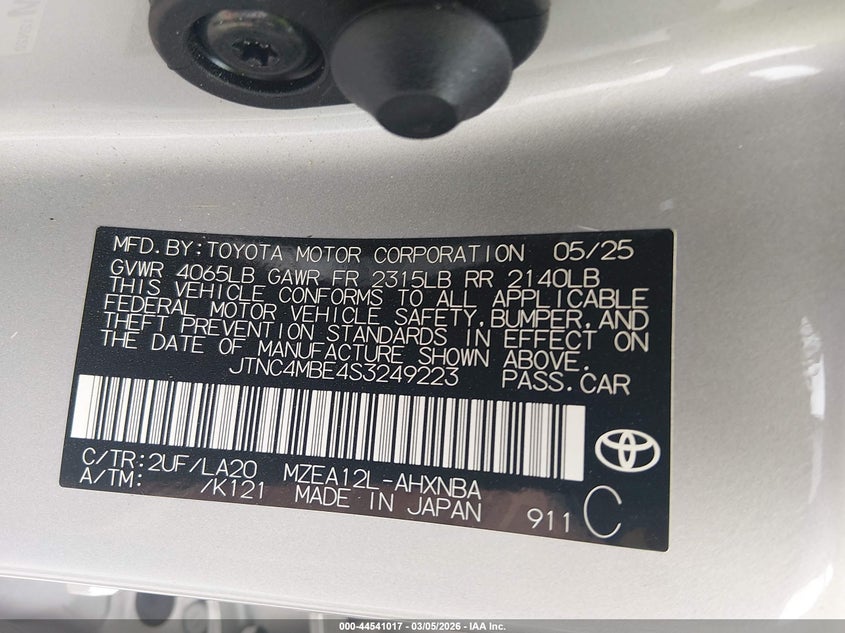 MFD.BY:TOYOTA MOTOR CORPORATION 05/25
GVWR 4065LB GAWR FR 2315LB RR 2140LB
THIS VEHICLE CONFORMS TO ALL APPLICABLE
FEDERAL MOTOR VEHICLE SAFETY,BUMPER,AND
THEFT PREVENTION STANDARDS IN EFFECT ON
THE DATE OF MANUFACTURE SHOWN ABOVE.
JTNC4MBE4S3249223 PASS.CAR
C/TR:2UF/LA20 MZEA12L-AHXNBA
A/TM: /K121 MADE IN JAPAN 911 C
000-44541017 — 03/05/2026 — IAA Inc.